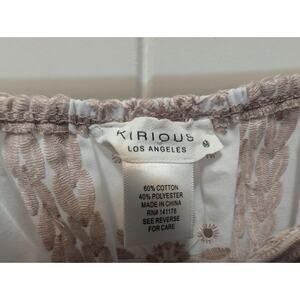 KIRIOUS
LOS ANGELES
M
60% COTTON
40% POLYESTER
MADE IN CHINA
RN# 141178
SEE REVERSE
FOR CARE